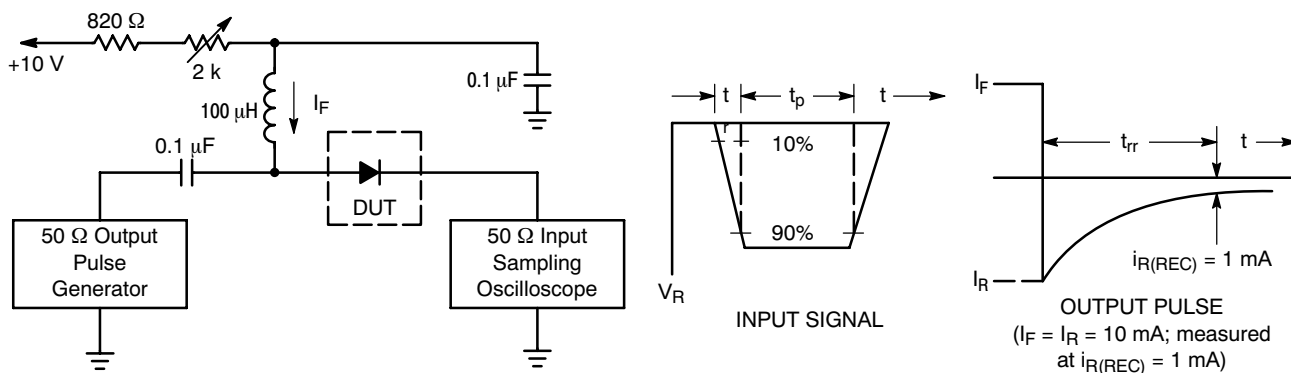 820 Ω
+10 V
2 k
100 μH
I_F
0.1 μF
0.1 μF
DUT
50 Ω Output
Pulse
Generator
50 Ω Input
Sampling
Oscilloscope
t_r
t_p
t
10%
90%
V_R
INPUT SIGNAL
I_F
t_rr
t
i_R(REC) = 1 mA
I_R
OUTPUT PULSE
(I_F = I_R = 10 mA; measured
at i_R(REC) = 1 mA)